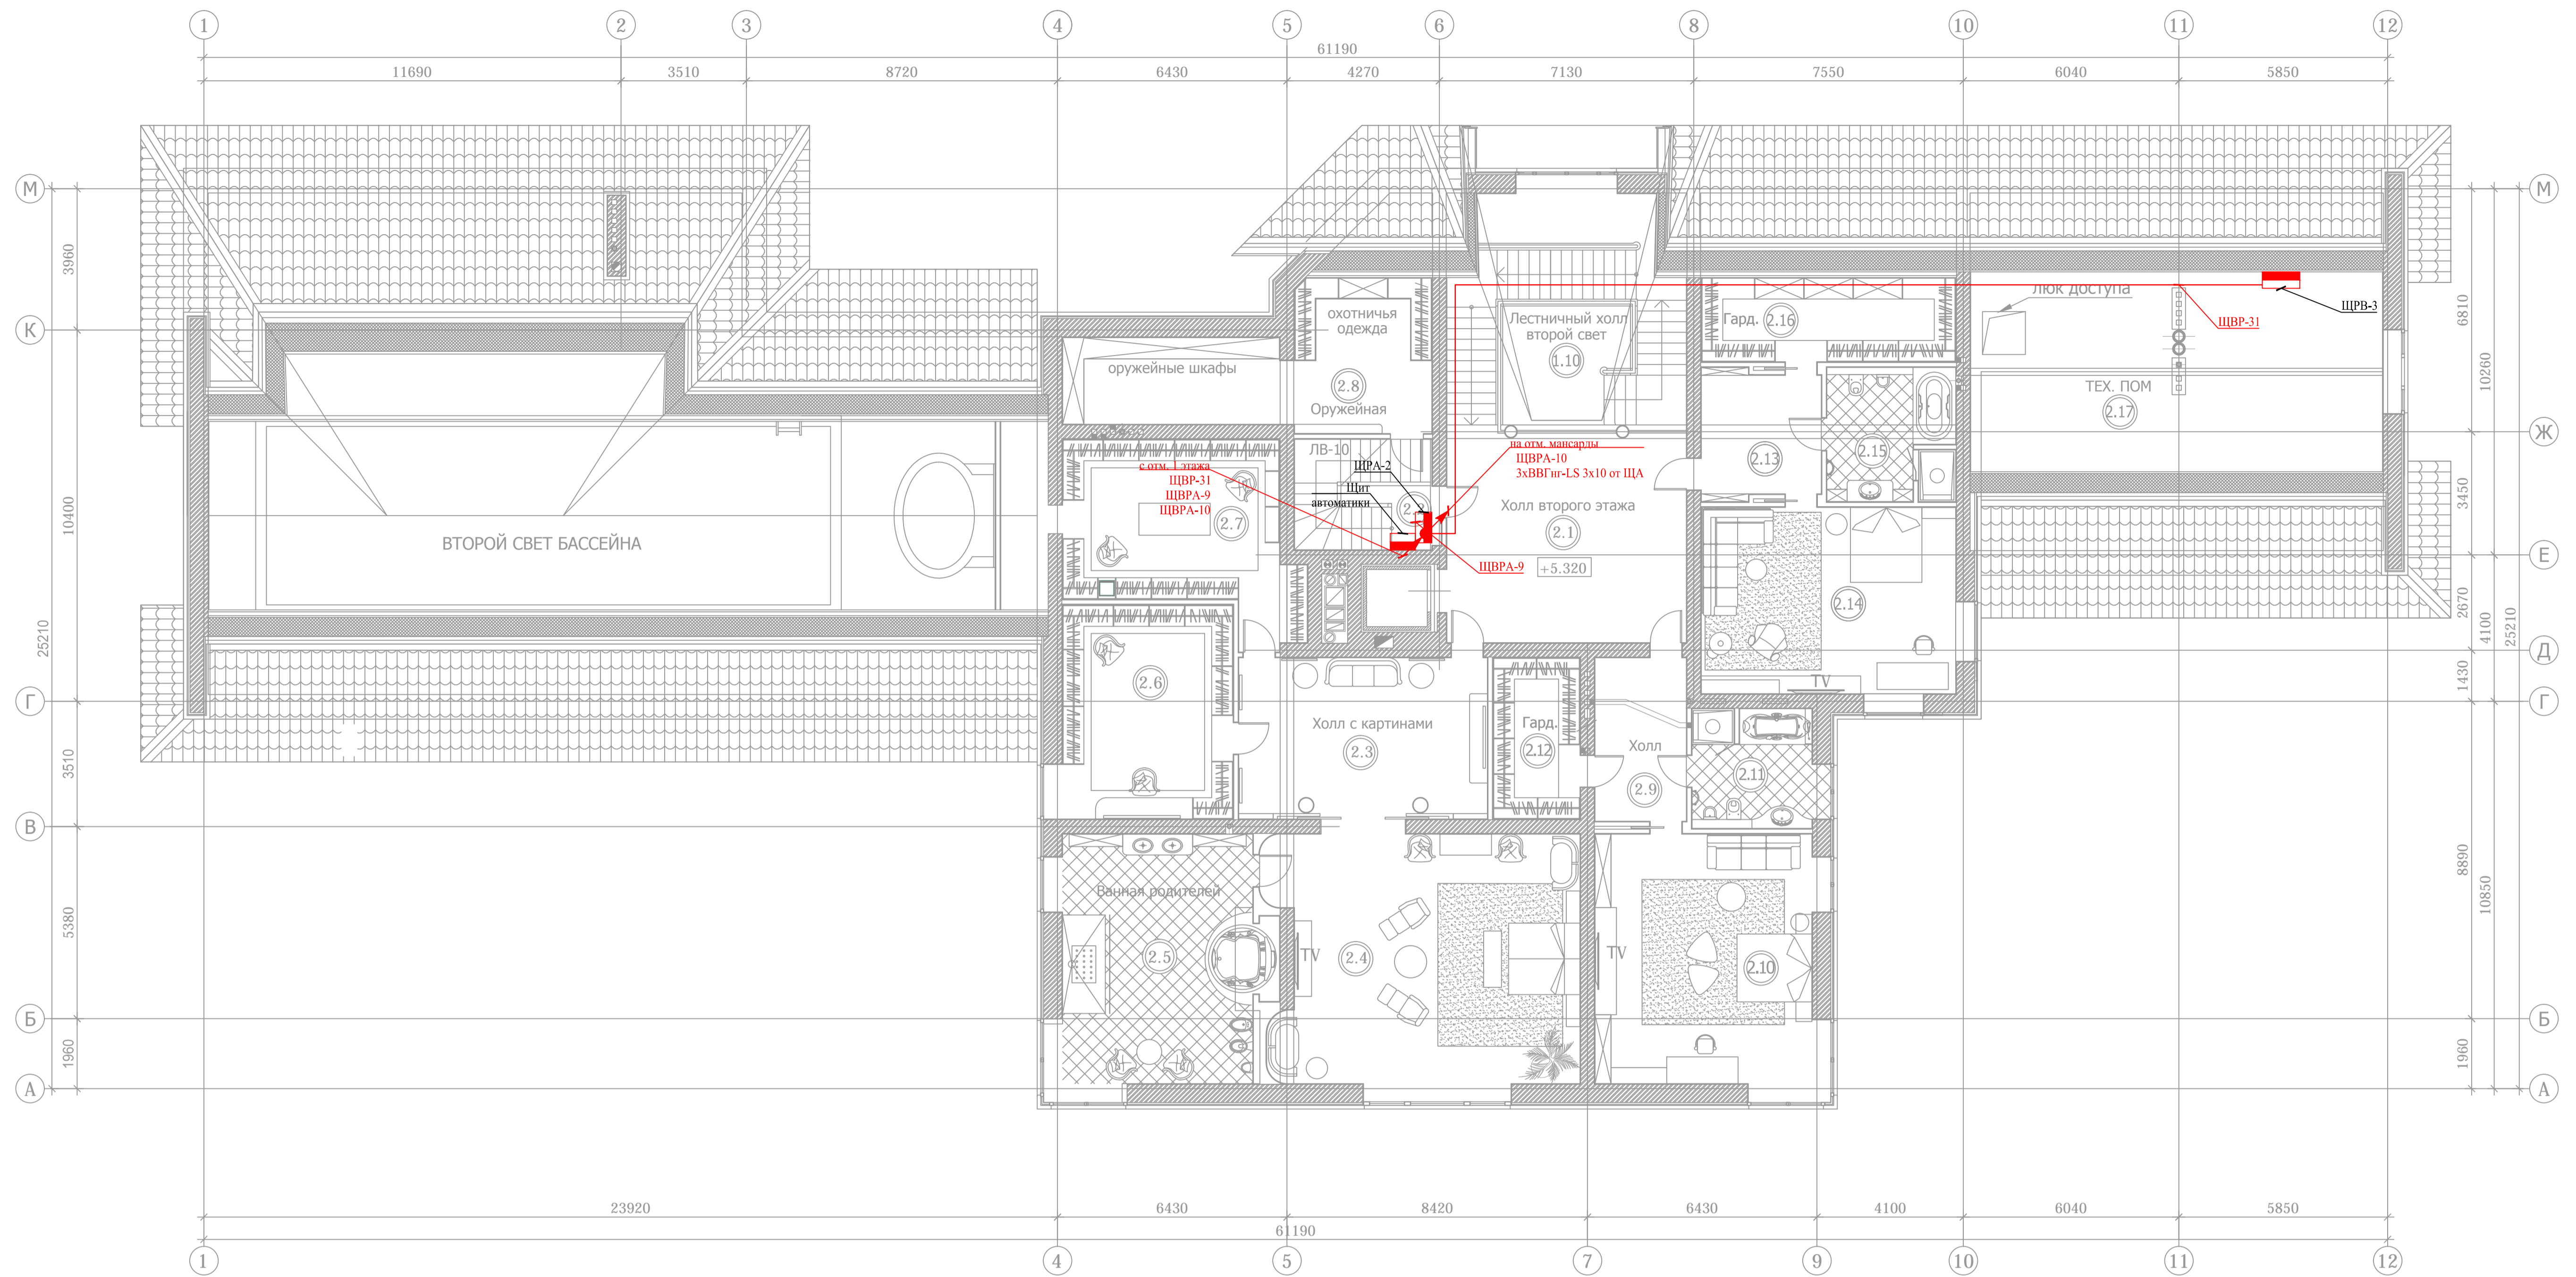 1 2 3 4 5 6 8 10 11 12
61190
11690 3510 8720 6430 4270 7130 7550 6040 5850
М М
3960
6810
люк доступа
ЩРВ-3
ЩВР-31
охотничья
одежда
Лестничный холл
второй свет
1.10
Гард. 2.16
К
оружейные шкафы
2.8
Оружейная
10260
ТЕХ. ПОМ
2.17
Ж
ЛВ-10
на отм. мансарды
ЩВРА-10
3хВВГнг-LS 3х10 от ЩА
с отм. 1 этажа
ЩВР-31
ЩВРА-9
ЩВРА-10
ЩРА-2
Щит
автоматики
2.13
2.15
3450
10400
2.7
Холл второго этажа
2.1
ВТОРОЙ СВЕТ БАССЕЙНА
Е
ЩВРА-9
+5.320
2.14
2670
4100
25210
25210
Д
2.6
TV
1430
Г Г
Холл с картинами
2.3
Гард.
2.12
Холл
2.9
2.11
3510
В
Ванная родителей
8890
10850
5380
2.5
TV
2.4
TV
2.10
Б Б
1960
1960
А А
23920 6430 8420 6430 4100 6040 5850
61190
1 4 5 7 9 10 11 12